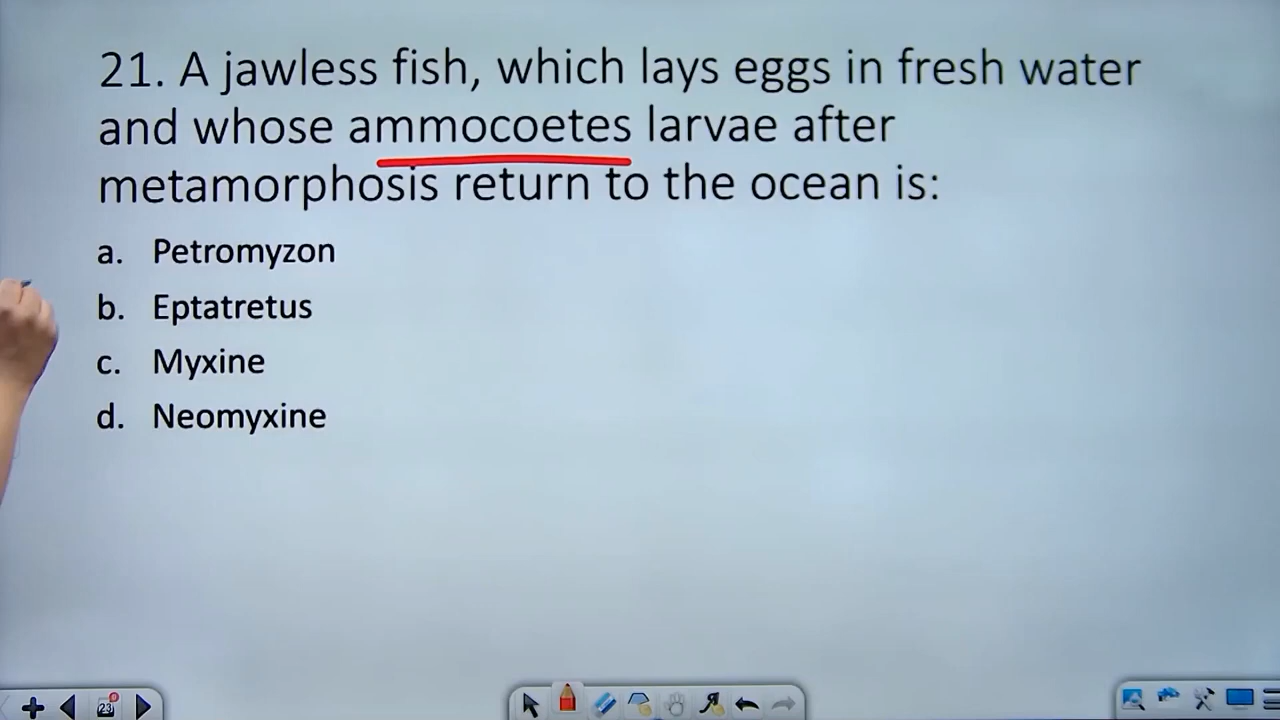 21. A jawless fish, which lays eggs in fresh water
and whose ammocoetes larvae after
metamorphosis return to the ocean is:
a. Petromyzon
b. Eptatretus
c. Myxine
d. Neomyxine
23